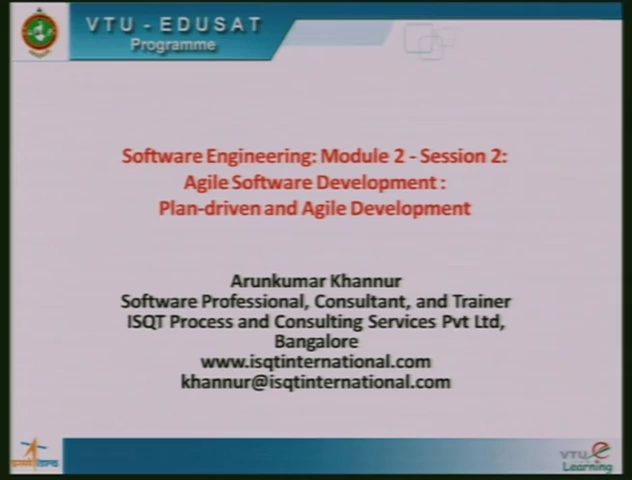 VTU - EDUSAT
Programme
Software Engineering: Module 2 - Session 2:
Agile Software Development :
Plan-driven and Agile Development
Arunkumar Khannur
Software Professional, Consultant, and Trainer
ISQT Process and Consulting Services Pvt Ltd,
Bangalore
www.isqtinternational.com
khannur@isqtinternational.com
VTU e
Learning